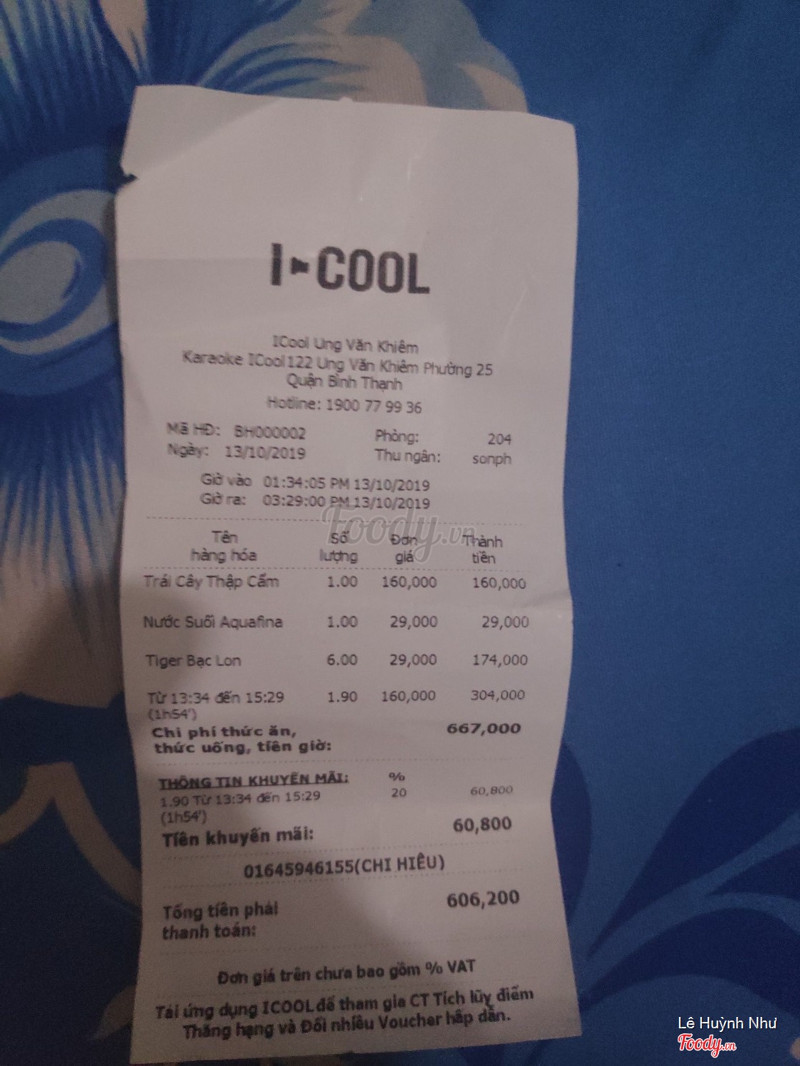 I COOL
ICool Ung Văn Khiêm
Karaoke ICool 122 Ung Văn Khiêm Phường 25
Quận Bình Thạnh
Hotline: 1900 77 99 36
Mã HĐ: BH000002 Phòng: 204
Ngày: 13/10/2019 Thu ngân: sonph
Giờ vào 01:34:05 PM 13/10/2019
Giờ ra: 03:29:00 PM 13/10/2019
Foody.vn
Tên Số Đơn Thành
hàng hóa lượng giá tiền
Trái Cây Thập Cẩm 1.00 160,000 160,000
Nước Suối Aquafina 1.00 29,000 29,000
Tiger Bạc Lon 6.00 29,000 174,000
Từ 13:34 đến 15:29 1.90 160,000 304,000
(1h54')
Chi phí thức ăn, 667,000
thức uống, tiền giờ:
THÔNG TIN KHUYẾN MÃI: %
1.90 Từ 13:34 đến 15:29 20 60,800
(1h54')
Tiền khuyến mãi: 60,800
01645946155(CHI HIẾU)
Tổng tiền phải 606,200
thanh toán:
Đơn giá trên chưa bao gồm % VAT
Tải ứng dụng ICOOL để tham gia CT Tích lũy điểm
Thăng hạng và Đổi nhiều Voucher hấp dẫn.
Lê Huỳnh Như
Foody.vn